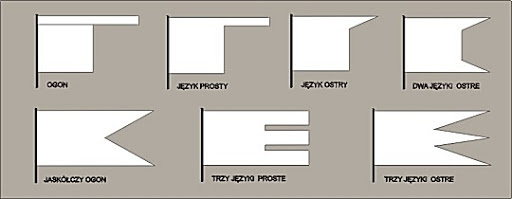 OGON
JĘZYK PROSTY
JĘZYK OSTRY
DWA JĘZYKI OSTRE
JASKÓŁCZY OGON
TRZY JĘZYKI PROSTE
TRZY JĘZYKI OSTRE